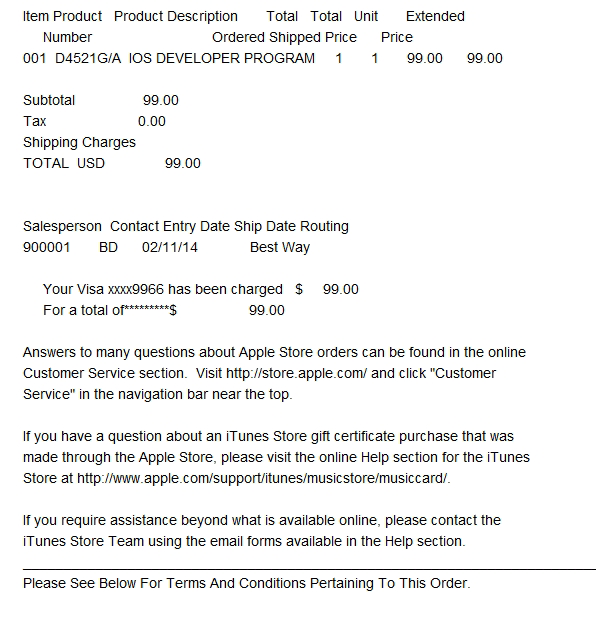 Item Product Product Description Total Total Unit Extended
Number Ordered Shipped Price Price
001 D4521G/A IOS DEVELOPER PROGRAM 1 1 99.00 99.00
Subtotal 99.00
Tax 0.00
Shipping Charges
TOTAL USD 99.00
Salesperson Contact Entry Date Ship Date Routing
900001 BD 02/11/14 Best Way
Your Visa xxxx9966 has been charged $ 99.00
For a total of*********$ 99.00
Answers to many questions about Apple Store orders can be found in the online
Customer Service section. Visit http://store.apple.com/ and click "Customer
Service" in the navigation bar near the top.
If you have a question about an iTunes Store gift certificate purchase that was
made through the Apple Store, please visit the online Help section for the iTunes
Store at http://www.apple.com/support/itunes/musicstore/musiccard/.
If you require assistance beyond what is available online, please contact the
iTunes Store Team using the email forms available in the Help section.
Please See Below For Terms And Conditions Pertaining To This Order.